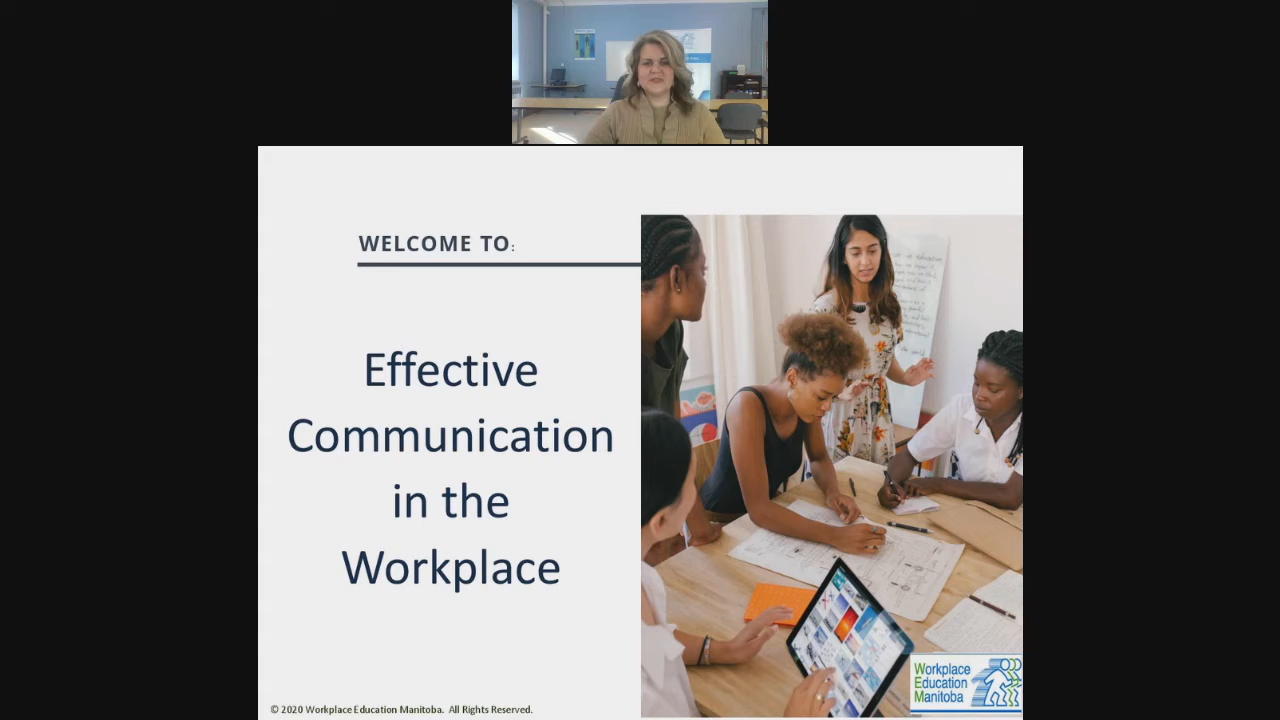 WELCOME TO:
Effective
Communication
in the
Workplace
Workplace
Education
Manitoba
© 2020 Workplace Education Manitoba. All Rights Reserved.